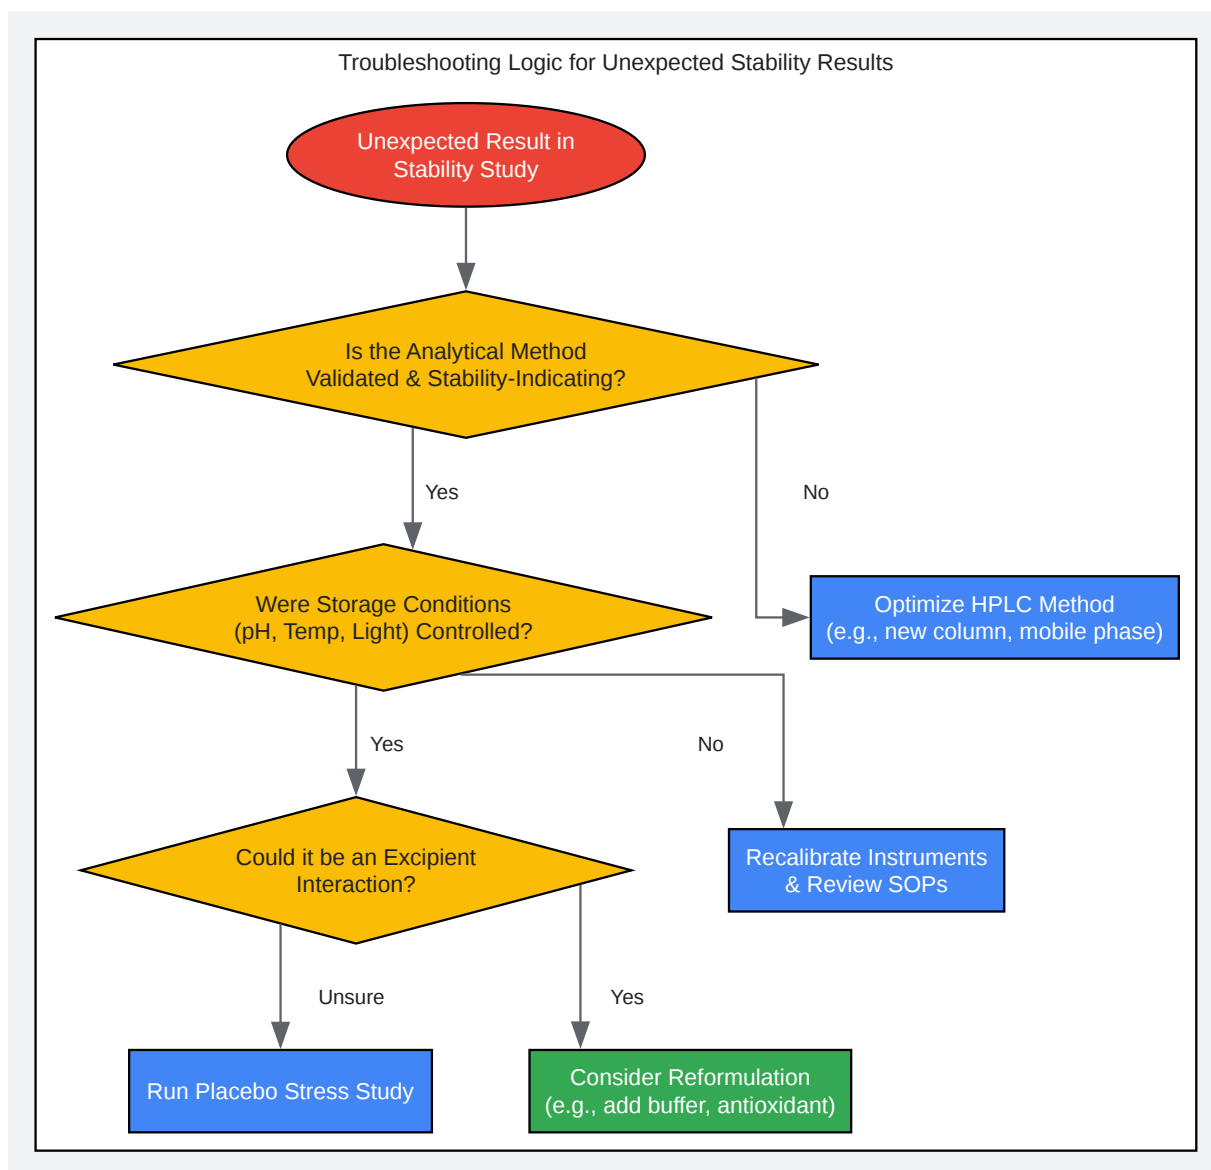 Troubleshooting Logic for Unexpected Stability Results
Unexpected Result in
Stability Study
Is the Analytical Method
Validated & Stability-Indicating?
Yes
No
Were Storage Conditions
(pH, Temp, Light) Controlled?
Optimize HPLC Method
(e.g., new column, mobile phase)
Yes
No
Could it be an Excipient
Interaction?
Recalibrate Instruments
& Review SOPs
Unsure
Yes
Run Placebo Stress Study
Consider Reformulation
(e.g., add buffer, antioxidant)